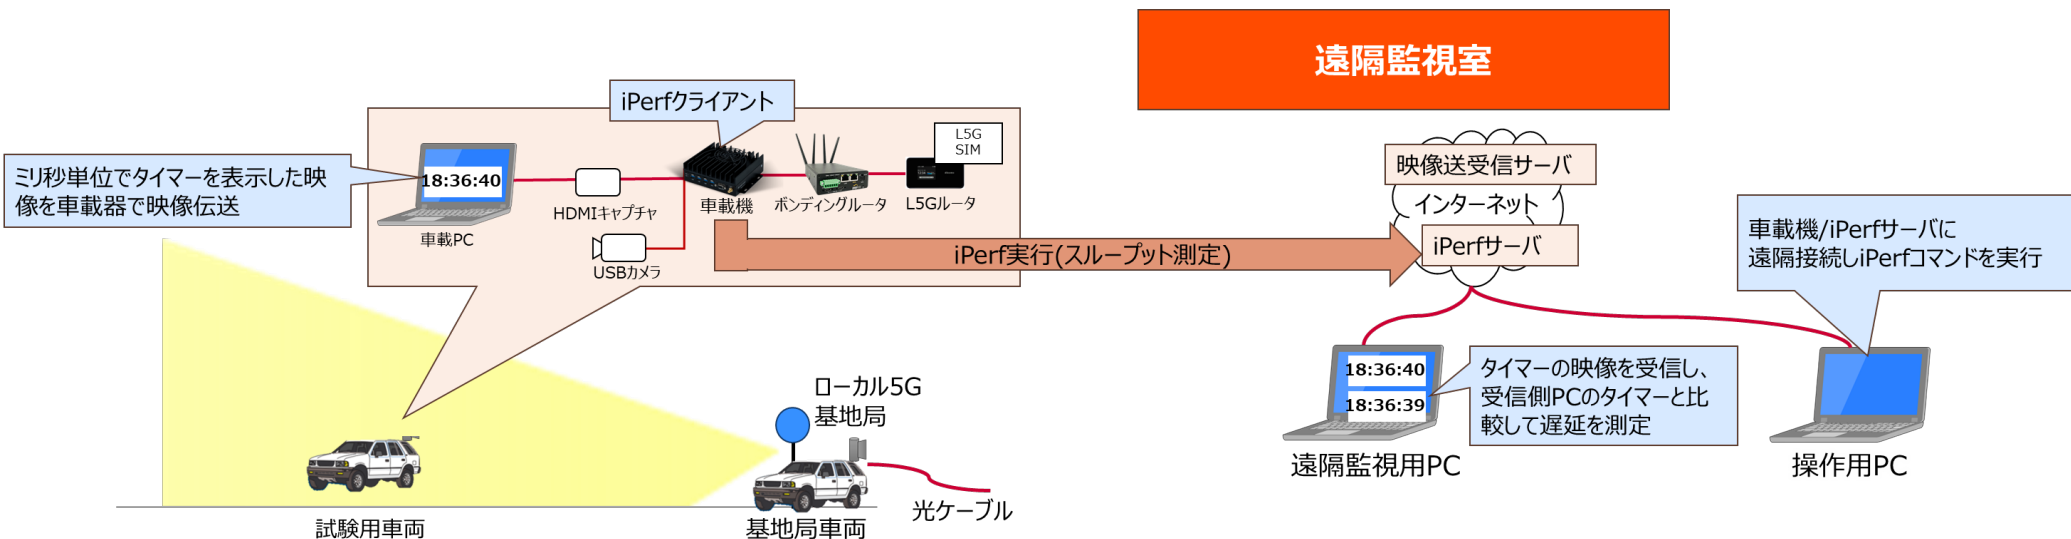 遠隔監視室
iPerfクライアント
L5G
SIM
ミリ秒単位でタイマーを表示した映
像を車載器で映像伝送
18:36:40
車載PC
HDMIキャプチャ
USBカメラ
車載機
ボンディングルータ
L5Gルータ
iPerf実行(スループット測定)
映像送受信サーバ
インターネット
iPerfサーバ
車載機/iPerfサーバに
遠隔接続しiPerfコマンドを実行
18:36:40
18:36:39
タイマーの映像を受信し、
受信側PCのタイマーと比
較して遅延を測定
遠隔監視用PC
操作用PC
ローカル5G
基地局
試験用車両
基地局車両
光ケーブル